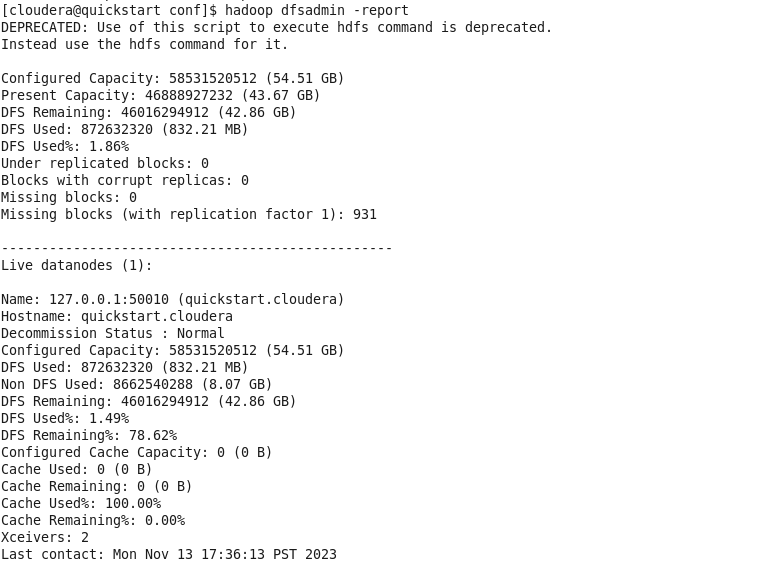 [cloudera@quickstart conf]$ hadoop dfsadmin -report
DEPRECATED: Use of this script to execute hdfs command is deprecated.
Instead use the hdfs command for it.

Configured Capacity: 58531520512 (54.51 GB)
Present Capacity: 46888927232 (43.67 GB)
DFS Remaining: 46016294912 (42.86 GB)
DFS Used: 872632320 (832.21 MB)
DFS Used%: 1.86%
Under replicated blocks: 0
Blocks with corrupt replicas: 0
Missing blocks: 0
Missing blocks (with replication factor 1): 931

-------------------------------------------------
Live datanodes (1):

Name: 127.0.0.1:50010 (quickstart.cloudera)
Hostname: quickstart.cloudera
Decommission Status : Normal
Configured Capacity: 58531520512 (54.51 GB)
DFS Used: 872632320 (832.21 MB)
Non DFS Used: 8662540288 (8.07 GB)
DFS Remaining: 46016294912 (42.86 GB)
DFS Used%: 1.49%
DFS Remaining%: 78.62%
Configured Cache Capacity: 0 (0 B)
Cache Used: 0 (0 B)
Cache Remaining: 0 (0 B)
Cache Used%: 100.00%
Cache Remaining%: 0.00%
Xceivers: 2
Last contact: Mon Nov 13 17:36:13 PST 2023